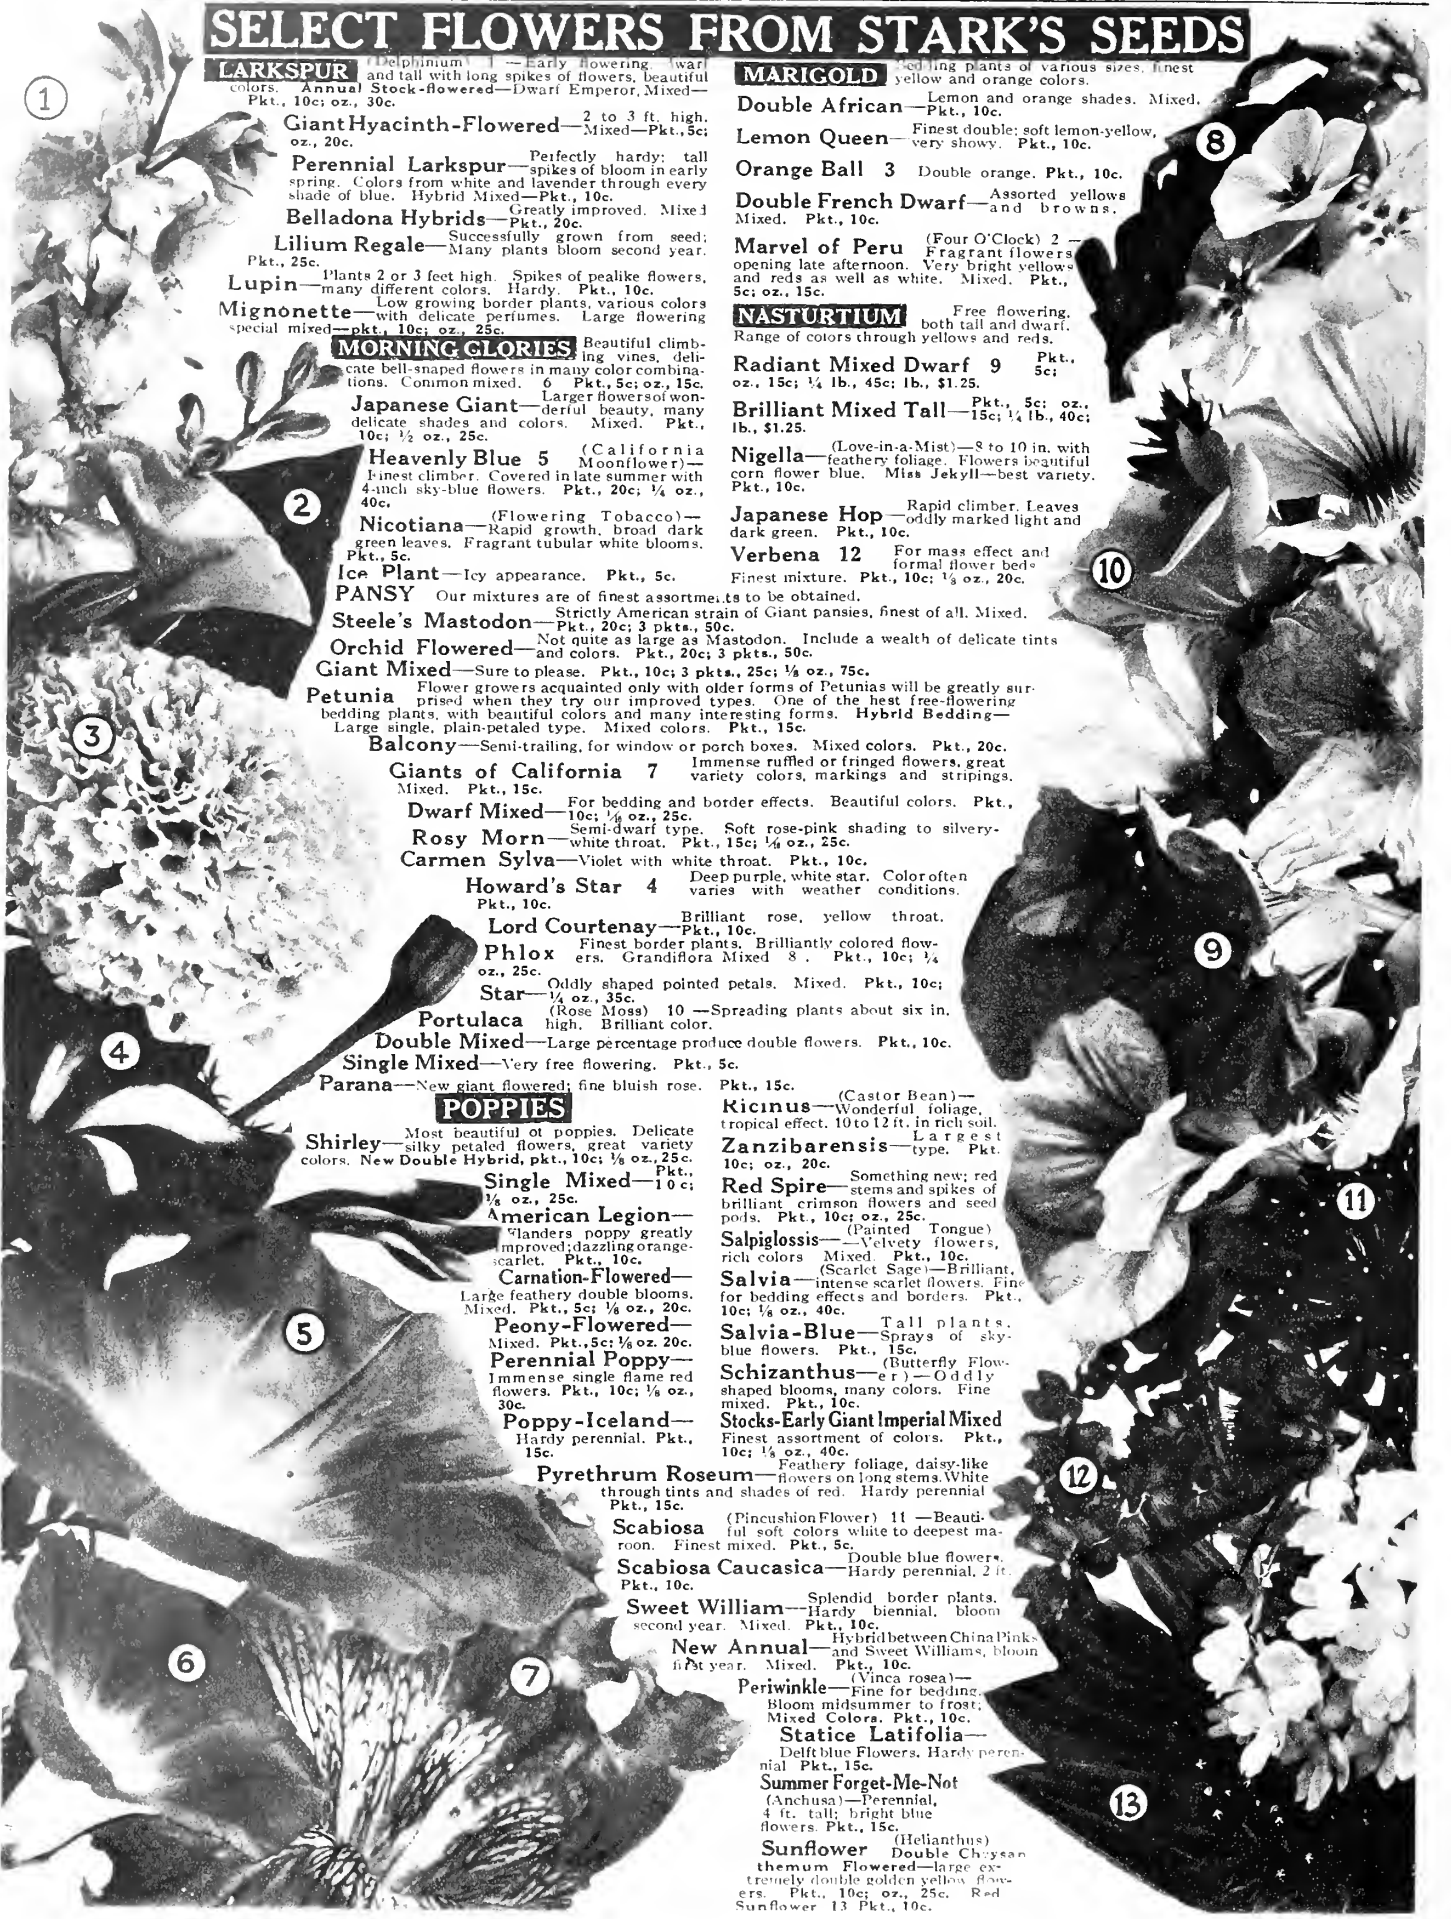 SELECT FLOWERS FROM STARK'S SEEDS
LARKSPUR (Delphinium) 1 —Early flowering. Dwarf
and tall with long spikes of flowers, beautiful
colors. Annual Stock-flowered—Dwarf Emperor, Mixed—
Pkt., 10c; oz., 30c.
Giant Hyacinth-Flowered—2 to 3 ft. high.
Mixed—Pkt., 5c;
oz., 20c.
Perennial Larkspur—Perfectly hardy; tall
spikes of bloom in early
spring. Colors from white and lavender through every
shade of blue. Hybrid Mixed—Pkt., 10c.
Belladona Hybrids—Greatly improved. Mixed
Pkt., 20c.
Lilium Regale—Successfully grown from seed;
Many plants bloom second year.
Pkt., 25c.
Lupin—Plants 2 or 3 feet high. Spikes of pealike flowers,
many different colors. Hardy. Pkt., 10c.
Mignonette—Low growing border plants, various colors
with delicate perfumes. Large flowering
special mixed—pkt., 10c; oz., 25c.
MORNING GLORIES Beautiful climb-
ing vines, deli-
cate bell-shaped flowers in many color combina-
tions. Common mixed. 6 Pkt., 5c; oz., 15c.
Japanese Giant—Larger flowers of won-
derful beauty, many
delicate shades and colors. Mixed. Pkt.,
10c; ½ oz., 25c.
Heavenly Blue 5 (California
Moonflower)—
Finest climber. Covered in late summer with
4-inch sky-blue flowers. Pkt., 20c; ¼ oz.,
40c.
Nicotiana—(Flowering Tobacco)—
Rapid growth, broad dark
green leaves. Fragrant tubular white blooms.
Pkt., 5c.
Ice Plant—Icy appearance. Pkt., 5c.
PANSY Our mixtures are of finest assortments to be obtained.
Steele's Mastodon—Strictly American strain of Giant pansies, finest of all. Mixed.
Pkt., 20c; 3 pkts., 50c.
Orchid Flowered—Not quite as large as Mastodon. Include a wealth of delicate tints
and colors. Pkt., 20c; 3 pkts., 50c.
Giant Mixed—Sure to please. Pkt., 10c; 3 pkts., 25c; ⅛ oz., 75c.
Petunia Flower growers acquainted only with older forms of Petunias will be greatly sur-
prised when they try our improved types. One of the best free-flowering
bedding plants, with beautiful colors and many interesting forms. Hybrid Bedding—
Large single, plain-petaled type. Mixed colors. Pkt., 15c.
Balcony—Semi-trailing, for window or porch boxes. Mixed colors. Pkt., 20c.
Giants of California 7 Immense ruffled or fringed flowers, great
variety colors, markings and stripings.
Mixed. Pkt., 15c.
Dwarf Mixed—For bedding and border effects. Beautiful colors. Pkt.,
10c; oz., 25c.
Rosy Morn—Semi-dwarf type. Soft rose-pink shading to silvery-
white throat. Pkt., 15c; oz., 25c.
Carmen Sylva—Violet with white throat. Pkt., 10c.
Howard's Star 4 Deep purple, white star. Color often
varies with weather conditions.
Pkt., 10c.
Lord Courtenay—Brilliant rose, yellow throat.
Pkt., 10c.
Phlox Finest border plants. Brilliantly colored flow-
ers. Grandiflora Mixed 8 . Pkt., 10c; ¼
oz., 25c.
Star—Oddly shaped pointed petals. Mixed. Pkt., 10c;
¼ oz., 35c.
Portulaca (Rose Moss) 10 —Spreading plants about six in.
high. Brilliant color.
Double Mixed—Large percentage produce double flowers. Pkt., 10c.
Single Mixed—Very free flowering. Pkt., 5c.
Parana—New giant flowered; fine bluish rose. Pkt., 15c.
POPPIES
Shirley—Most beautiful of poppies. Delicate
silky petaled flowers, great variety
colors. New Double Hybrid, pkt., 10c; ⅛ oz., 25c.
Single Mixed—Pkt.,
10c;
⅛ oz., 25c.
American Legion—
Flanders poppy greatly
improved; dazzling orange-
scarlet. Pkt., 10c.
Carnation-Flowered—
Large feathery double blooms.
Mixed. Pkt., 5c; ⅛ oz., 20c.
Peony-Flowered—
Mixed. Pkt., 5c; ⅛ oz. 20c.
Perennial Poppy—
Immense single flame red
flowers. Pkt., 10c; ⅛ oz.,
30c.
Poppy-Iceland—
Hardy perennial. Pkt.,
15c.
Pyrethrum Roseum—Feathery foliage, daisy-like
flowers on long stems. White
through tints and shades of red. Hardy perennial
Pkt., 15c.
Scabiosa (Pincushion Flower) 11 —Beauti-
ful soft colors white to deepest ma-
roon. Finest mixed. Pkt., 5c.
Scabiosa Caucasica—Double blue flowers.
Hardy perennial, 2 ft.
Pkt., 10c.
Sweet William—Splendid border plants.
Hardy biennial, bloom
second year. Mixed. Pkt., 10c.
New Annual—Hybrid between China Pinks
and Sweet Williams, bloom
first year. Mixed. Pkt., 10c.
Periwinkle—(Vinca rosea)—
Fine for bedding.
Bloom midsummer to frost;
Mixed Colors. Pkt., 10c.
Statice Latifolia—
Delft blue Flowers. Hardy peren-
nial Pkt., 15c.
Summer Forget-Me-Not
(Anchusa)—Perennial,
4 ft. tall; bright blue
flowers. Pkt., 15c.
Sunflower (Helianthus)
Double Chrysan
themum Flowered—large ex-
tremely double golden yellow flow-
ers. Pkt., 10c; oz., 25c. Red
Sunflower 13 Pkt., 10c.
MARIGOLD Bedding plants of various sizes, finest
yellow and orange colors.
Double African—Lemon and orange shades. Mixed.
Pkt., 10c.
Lemon Queen—Finest double; soft lemon-yellow,
very showy. Pkt., 10c.
Orange Ball 3 Double orange. Pkt., 10c.
Double French Dwarf—Assorted yellows
and browns.
Mixed. Pkt., 10c.
Marvel of Peru (Four O'Clock) 2 —
Fragrant flowers
opening late afternoon. Very bright yellows
and reds as well as white. Mixed. Pkt.,
5c; oz., 15c.
NASTURTIUM Free flowering,
both tall and dwarf.
Range of colors through yellows and reds.
Radiant Mixed Dwarf 9 Pkt.,
5c;
oz., 15c; ¼ lb., 45c; lb., $1.25.
Brilliant Mixed Tall—Pkt., 5c; oz.,
15c; ¼ lb., 40c;
lb., $1.25.
Nigella—(Love-in-a-Mist)—8 to 10 in. with
feathery foliage. Flowers beautiful
corn flower blue. Miss Jekyll—best variety.
Pkt., 10c.
Japanese Hop—Rapid climber. Leaves
oddly marked light and
dark green. Pkt., 10c.
Verbena 12 For mass effect and
formal flower beds
Finest mixture. Pkt., 10c; ⅛ oz., 20c.
Ricinus—(Castor Bean)—
Wonderful foliage,
tropical effect. 10 to 12 ft. in rich soil.
Zanzibarensis—Largest
type. Pkt.
10c; oz., 20c.
Red Spire—Something new; red
stems and spikes of
brilliant crimson flowers and seed
pods. Pkt., 10c; oz., 25c.
Salpiglossis—(Painted Tongue)
—Velvety flowers,
rich colors Mixed. Pkt., 10c.
Salvia—(Scarlet Sage)—Brilliant,
intense scarlet flowers. Fine
for bedding effects and borders. Pkt.,
10c; ⅛ oz., 40c.
Salvia-Blue—Tall plants.
Sprays of sky-
blue flowers. Pkt., 15c.
Schizanthus—(Butterfly Flow-
er)—Oddly
shaped blooms, many colors. Fine
mixed. Pkt., 10c.
Stocks-Early Giant Imperial Mixed
Finest assortment of colors. Pkt.,
10c; ⅛ oz., 40c.
1
2
3
4
5
6
7
8
10
9
11
12
13